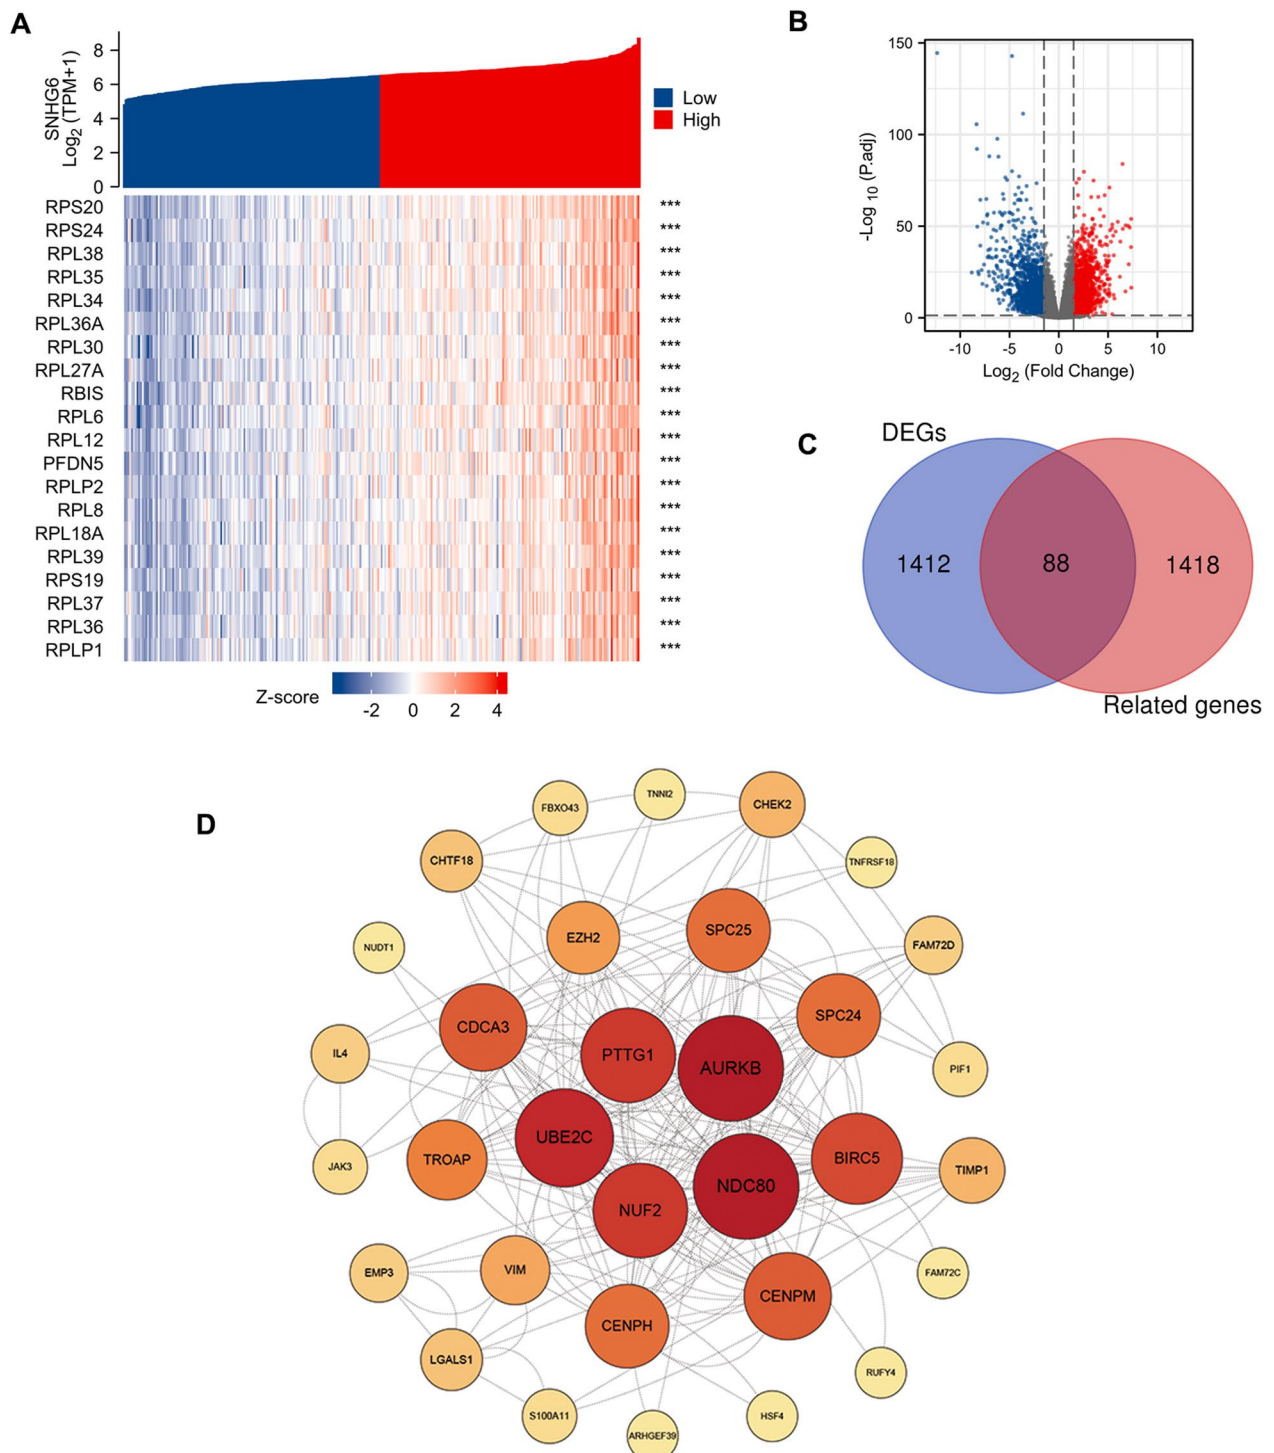 A
SNHG6
Log2 (TPM+1)
8
6
4
2
0
Low
High
RPS20 ***
RPS24 ***
RPL38 ***
RPL35 ***
RPL34 ***
RPL36A ***
RPL30 ***
RPL27A ***
RBIS ***
RPL6 ***
RPL12 ***
PFDN5 ***
RPLP2 ***
RPL8 ***
RPL18A ***
RPL39 ***
RPS19 ***
RPL37 ***
RPL36 ***
RPLP1 ***
Z-score
-2 0 2 4
B
-Log 10 (P.adj)
150
100
50
0
-10 -5 0 5 10
Log2 (Fold Change)
C
DEGs
1412 88 1418
Related genes
D
TNNI2
FBXO43
CHEK2
CHTF18
TNFRSF18
EZH2
SPC25
NUDT1
FAM72D
CDCA3
SPC24
PTTG1
AURKB
IL4
PIF1
UBE2C
BIRC5
JAK3
TROAP
TIMP1
NDC80
NUF2
EMP3
VIM
FAM72C
CENPM
CENPH
LGALS1
RUFY4
S100A11
HSF4
ARHGEF39